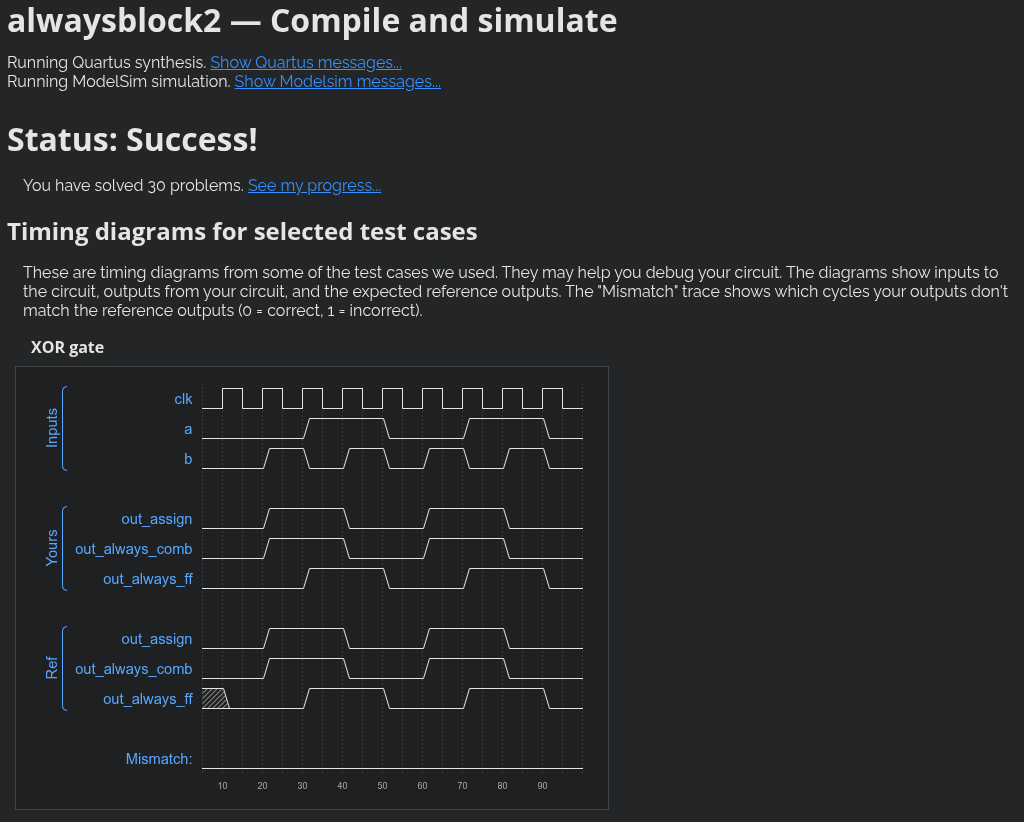 alwaysblock2 — Compile and simulate
Running Quartus synthesis. Show Quartus messages...
Running ModelSim simulation. Show Modelsim messages...
Status: Success!
You have solved 30 problems. See my progress...
Timing diagrams for selected test cases
These are timing diagrams from some of the test cases we used. They may help you debug your circuit. The diagrams show inputs to
the circuit, outputs from your circuit, and the expected reference outputs. The "Mismatch" trace shows which cycles your outputs don't
match the reference outputs (0 = correct, 1 = incorrect).
XOR gate
Inputs
clk
a
b
Yours
out_assign
out_always_comb
out_always_ff
Ref
out_assign
out_always_comb
out_always_ff
Mismatch:
10 20 30 40 50 60 70 80 90